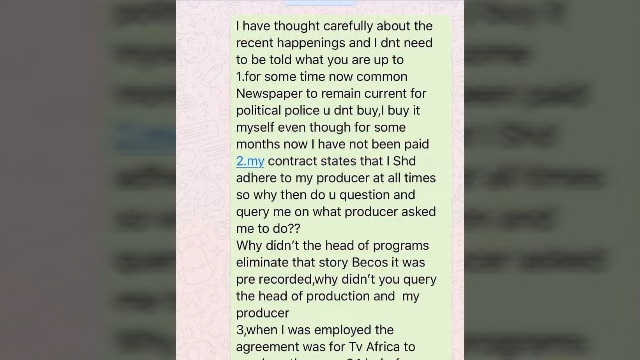 I have thought carefully about the
recent happenings and I dnt need
to be told what you are up to
1.for some time now common
Newspaper to remain current for
political police u dnt buy,I buy it
myself even though for some
months now I have not been paid
2.my contract states that I Shd
adhere to my producer at all times
so why then do u question and
query me on what producer asked
me to do??
Why didn’t the head of programs
eliminate that story Becos it was
pre recorded,why didn’t you query
the head of production and  my
producer
3,when I was employed the
agreement was for Tv Africa to